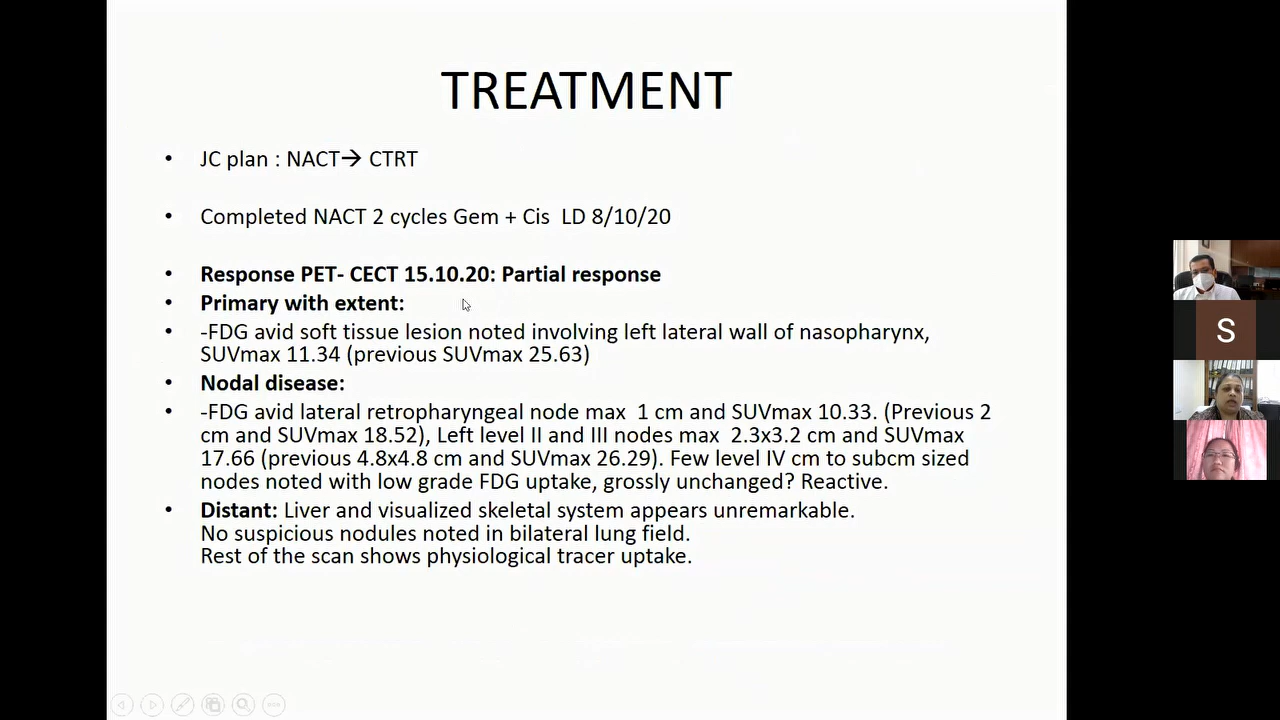 TREATMENT
• JC plan : NACT→ CTRT
• Completed NACT 2 cycles Gem + Cis LD 8/10/20
• Response PET- CECT 15.10.20: Partial response
• Primary with extent:
• -FDG avid soft tissue lesion noted involving left lateral wall of nasopharynx,
SUVmax 11.34 (previous SUVmax 25.63)
• Nodal disease:
• -FDG avid lateral retropharyngeal node max 1 cm and SUVmax 10.33. (Previous 2
cm and SUVmax 18.52), Left level II and III nodes max 2.3x3.2 cm and SUVmax
17.66 (previous 4.8x4.8 cm and SUVmax 26.29). Few level IV cm to subcm sized
nodes noted with low grade FDG uptake, grossly unchanged? Reactive.
• Distant: Liver and visualized skeletal system appears unremarkable.
No suspicious nodules noted in bilateral lung field.
Rest of the scan shows physiological tracer uptake.
S